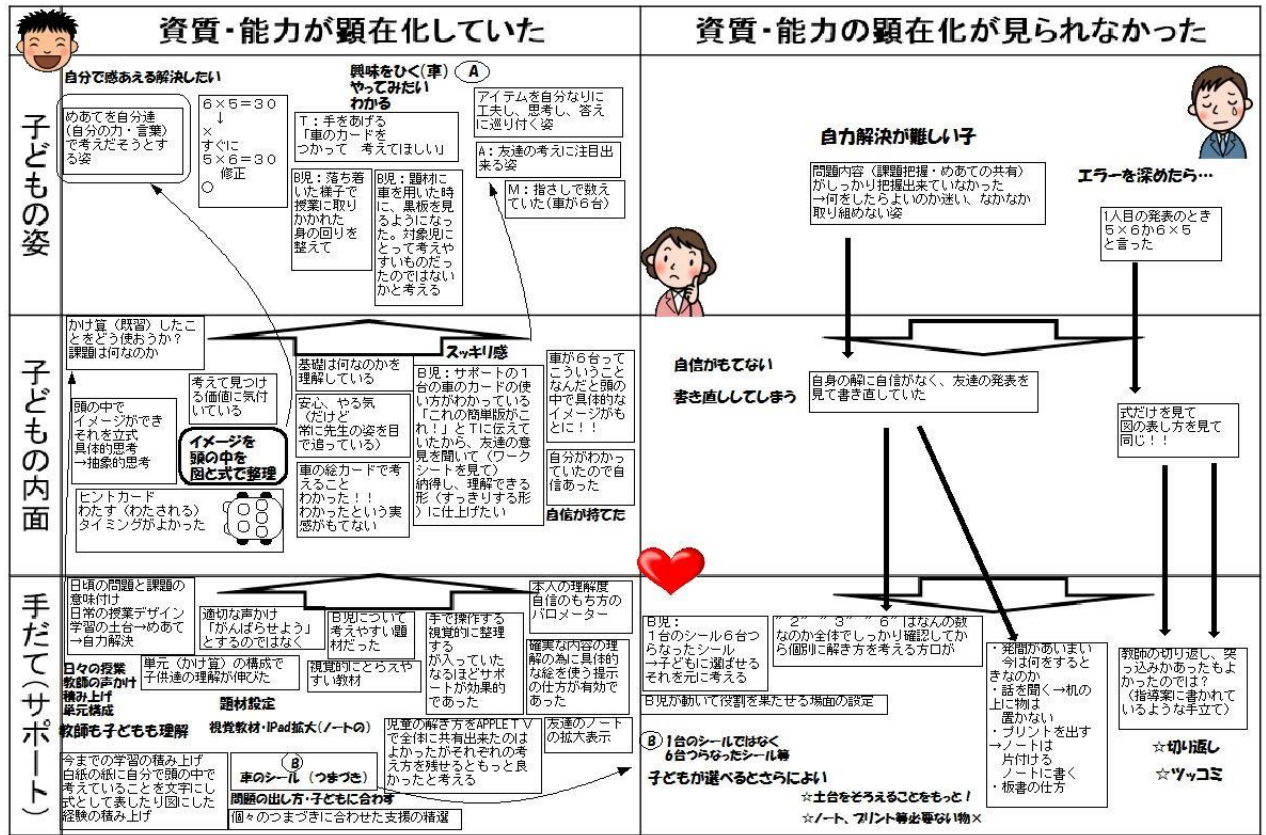 資質・能力が顕在化していた
資質・能力の顕在化が見られなかった
子どもの姿
自分で感あえる解決したい
めあてを自分達
(自分の力・言葉)
で考えだそうとす
る姿
6×5=30
↓
×
すぐに
5×6=30
修正
○
興味をひく(車) A
やってみたい
わかる
T:手をあげる
「車のカードを
つかって 考えてほしい」
B児:落ち着
いた様子で
授業に取り
かかれた
身の回りを
整えて
B児:題材に
車を用いた時
に、黒板を見
るようになっ
た。対象児に
とって考えや
すいものだっ
たのではない
かと考える
アイテムを自分なりに
工夫し、思考し、答え
に巡り付く姿
A:友達の考えに注目出
来る姿
M:指さしで数え
ていた(車が6台)
自力解決が難しい子
問題内容(課題把握・めあての共有)
がしっかり把握出来ていなかった
→何をしたらよいのか迷い、なかなか
取り組めない姿
エラーを深めたら…
1人目の発表のとき
5×6か6×5
と言った
子どもの内面
かけ算(既習)したこ
とをどう使おうか?
課題は何なのか
頭の中で
イメージができ
それを立式
具体的思考
→抽象的思考
考えて見つけ
る価値に気付
いている
イメージを
頭の中を
図と式で整理
ヒントカード
わたす(わたされる)
タイミングがよかった
基礎は何なのかを
理解している
安心、やる気
(だけど
常に先生の姿を目
で追っている)
車の絵カードで考
えること
わかった!!
わかったという実
感がもてない
スッキリ感
B児:サポートの1
台の車のカードの使
い方がわかっている
「これの簡単版がこ
れ!」とTに伝えて
いたから、友達の意
見を聞いて(ワーク
シートを見て)
納得し、理解できる
形(すっきりする形
)に仕上げたい
車が6台って
こういうこと
なんだと頭の
中で具体的な
イメージがも
とに!!
自分がわかっ
ていたので自
信あった
自信が持てた
自信がもてない
書き直ししてしまう
自身の解に自信がなく、友達の発表を
見て書き直していた
式だけを見て
図の表し方を見て
同じ!!
手だて(サポート)
日頃の問題と課題の
意味付け
日常の授業デザイン
学習の土台→めあて
→自力解決
日々の授業
教師の声かけ
積み上げ
単元構成
教師も子どもも理解
今までの学習の積み上げ
白紙の紙に自分で頭の中で
考えていることを文字にし
式として表したり図にした
経験の積み上げ
適切な声かけ
「がんばらせよう」
とするのではなく
単元(かけ算)の構成で
子供達の理解が伸びた
題材設定
視覚教材・IPad拡大(ノートの)
B
車のシール(つまづき)
問題の出し方・子どもに合わす
個々のつまづきに合わせた支援の精選
B児について
考えやすい題
材だった
視覚的にとらえや
すい教材
手で操作する
視覚的に整理
する
が入っていた
なるほどサポ
ートが効果的
であった
児童の解き方をAPPLETV
で全体に共有出来たのは
よかったがそれぞれの考
え方を残せるともっと良
かったと考える
本人の理解度
自信のもち方の
バロメーター
確実な内容の理
解の為に具体的
な絵を使う提示
の仕方が有効で
あった
友達のノート
の拡大表示
B児:
1台のシール6台つ
らなったシール
→子どもに選ばせる
それを元に考える
B児が動いて役割を果たせる場面の設定
B 1台のシールではなく
6台つらなったシール等
子どもが選べるとさらによい
”2””3””6”はなんの数
なのか全体でしっかり確認してか
ら個別に解き方を考える方口が
☆土台をそろえることをもっと!
☆ノート、プリント等必要ない物×
・発問があいまい
今は何をすると
きなのか
・話を聞く→机の
上に物は
置かない
・プリントを出す
→ノートは
片付ける
ノートに書く
・板書の仕方
教師の切り返し、突
っ込みかあったもよ
かったのでは?
(指導案に書かれて
いるような手立て)
☆切り返し
☆ツッコミ